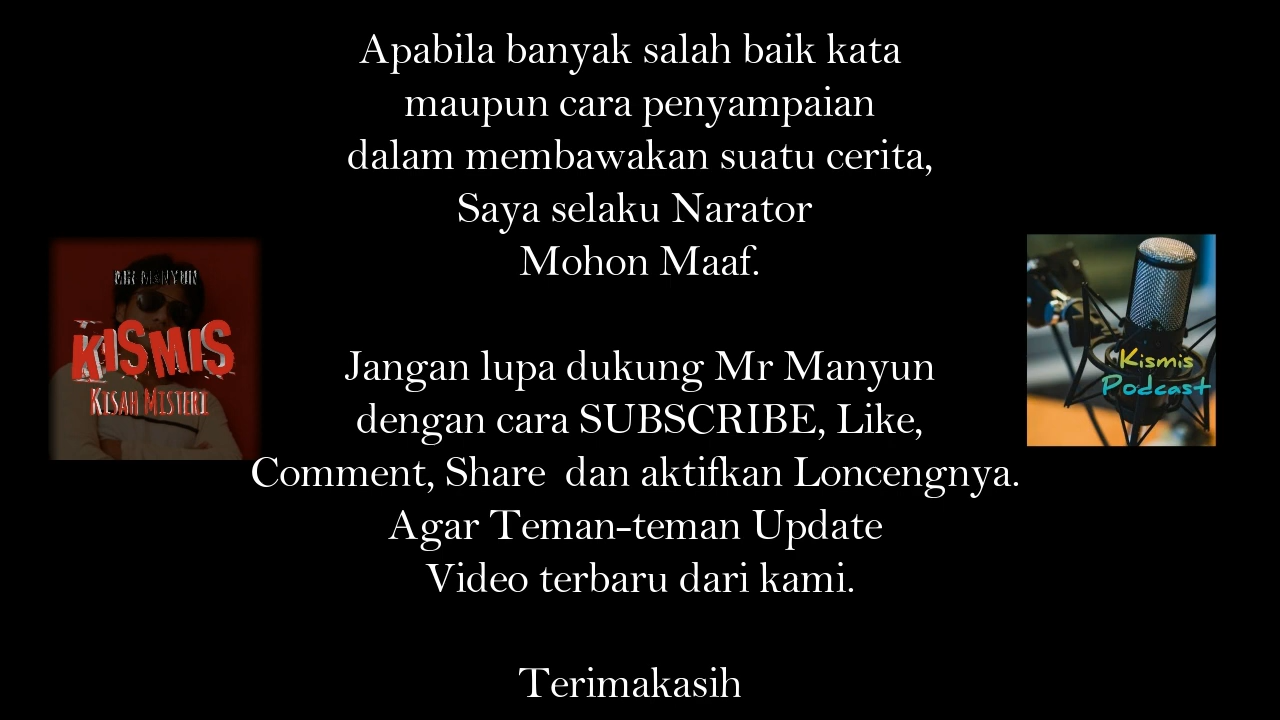 Apabila banyak salah baik kata
maupun cara penyampaian
dalam membawakan suatu cerita,
Saya selaku Narator
Mohon Maaf.
MR MANYUN
KISMIS
KISAH MISTERI
Kismis
Podcast
Jangan lupa dukung Mr Manyun
dengan cara SUBSCRIBE, Like,
Comment, Share dan aktifkan Loncengnya.
Agar Teman-teman Update
Video terbaru dari kami.
Terimakasih